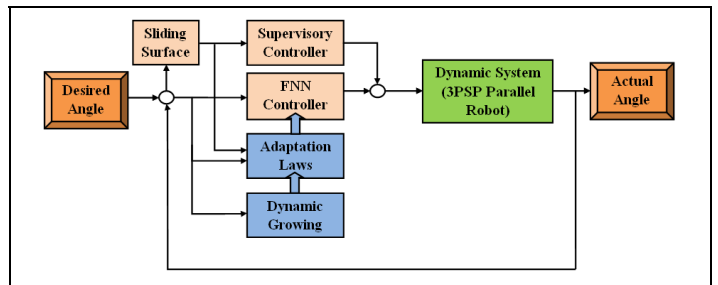 Sliding
Surface
Supervisory
Controller
Desired
Angle
FNN
Controller
Dynamic System
(3PSP Parallel
Robot)
Actual
Angle
Adaptation
Laws
Dynamic
Growing